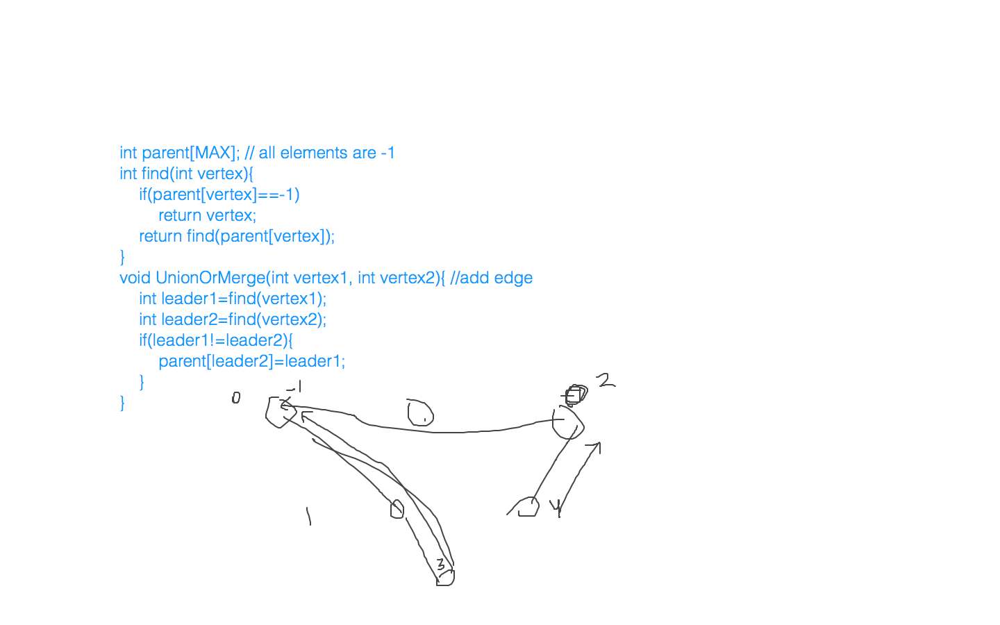 int parent[MAX]; // all elements are -1
int find(int vertex){
if(parent[vertex]==-1)
return vertex;
return find(parent[vertex]);
}
void UnionOrMerge(int vertex1, int vertex2){ //add edge
int leader1=find(vertex1);
int leader2=find(vertex2);
if(leader1!=leader2){
parent[leader2]=leader1;
}
}
0
-1
2
1
4
3